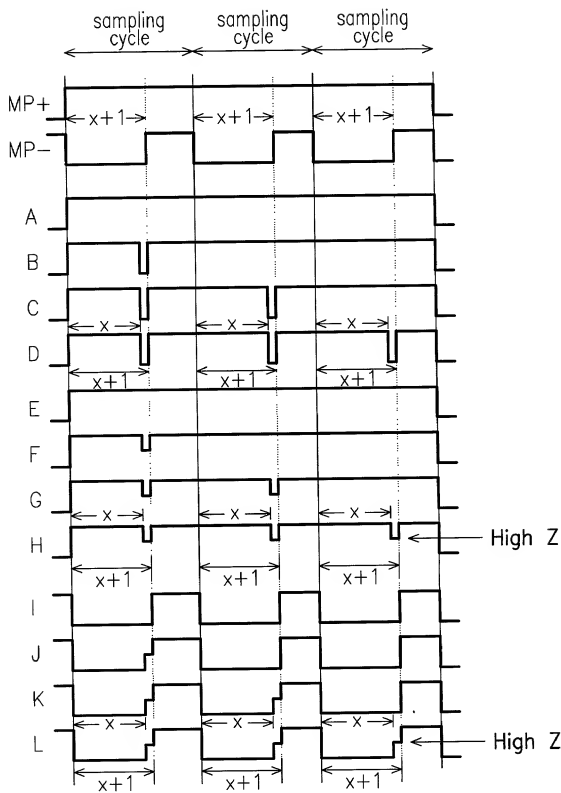 sampling cycle sampling cycle sampling cycle
MP+ x+1 x+1 x+1
MP−
A
B
C
x x x
D
x+1 x+1 x+1
E
F
G
x x x
H High Z
x+1 x+1 x+1
I
J
K
x x x
L High Z
x+1 x+1 x+1